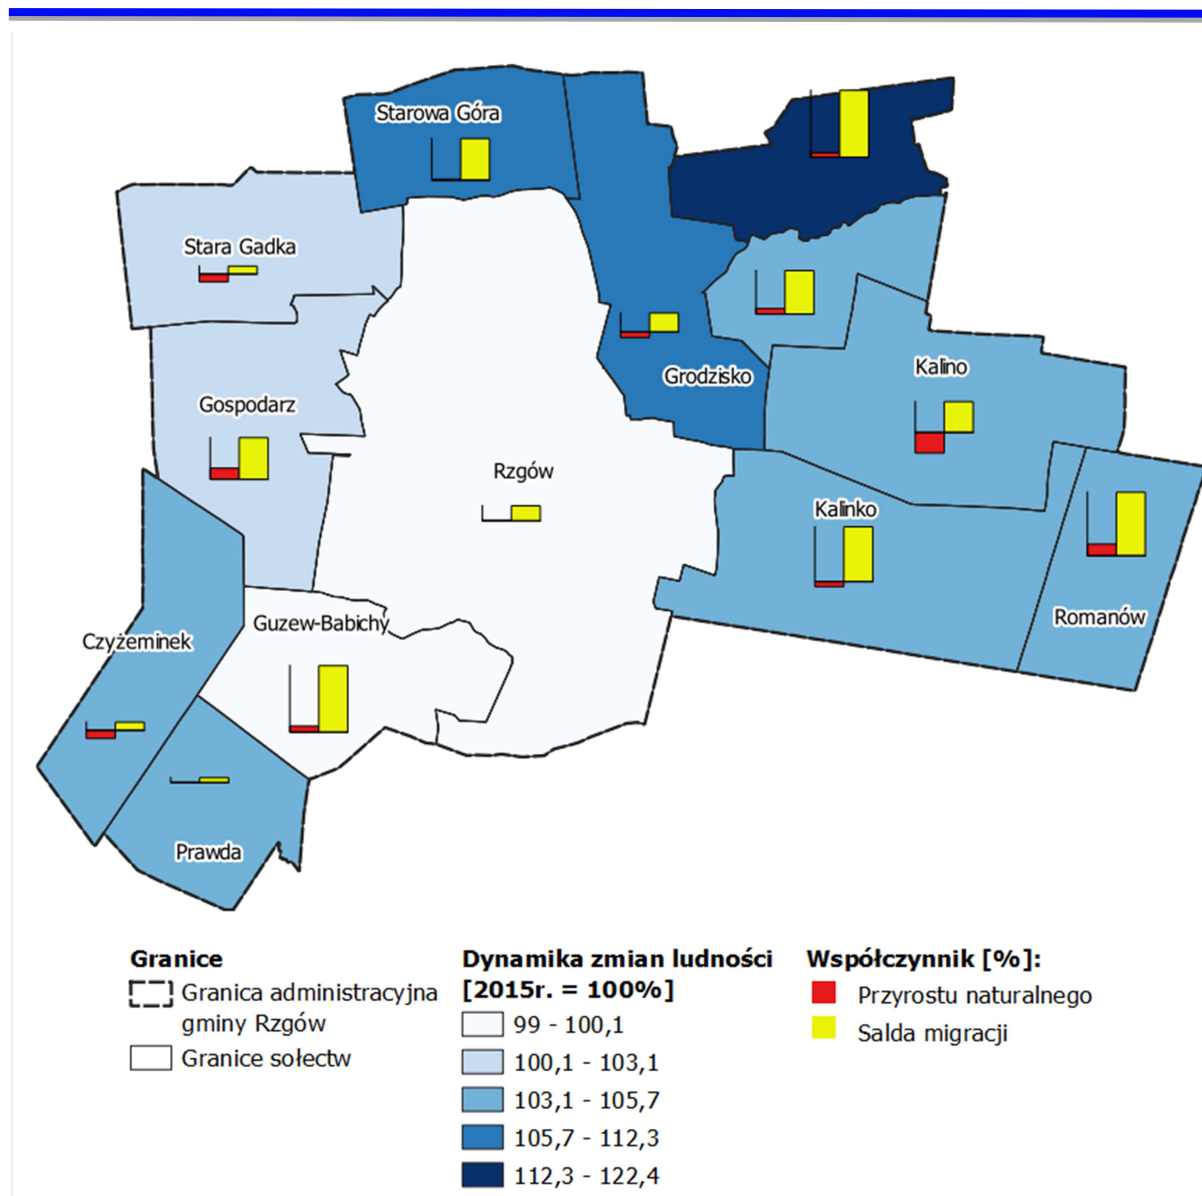 Starowa Góra
Stara Gadka
Grodzisko
Kalino
Gospodarz
Rzgów
Kalinko
Romanów
Guzew-Babichy
Czyżeminek
Prawda
Granice
Granica administracyjna
gminy Rzgów
Granice sołectw
Dynamika zmian ludności
[2015r. = 100%]
99 - 100,1
100,1 - 103,1
103,1 - 105,7
105,7 - 112,3
112,3 - 122,4
Współczynnik [%]:
Przyrostu naturalnego
Salda migracji